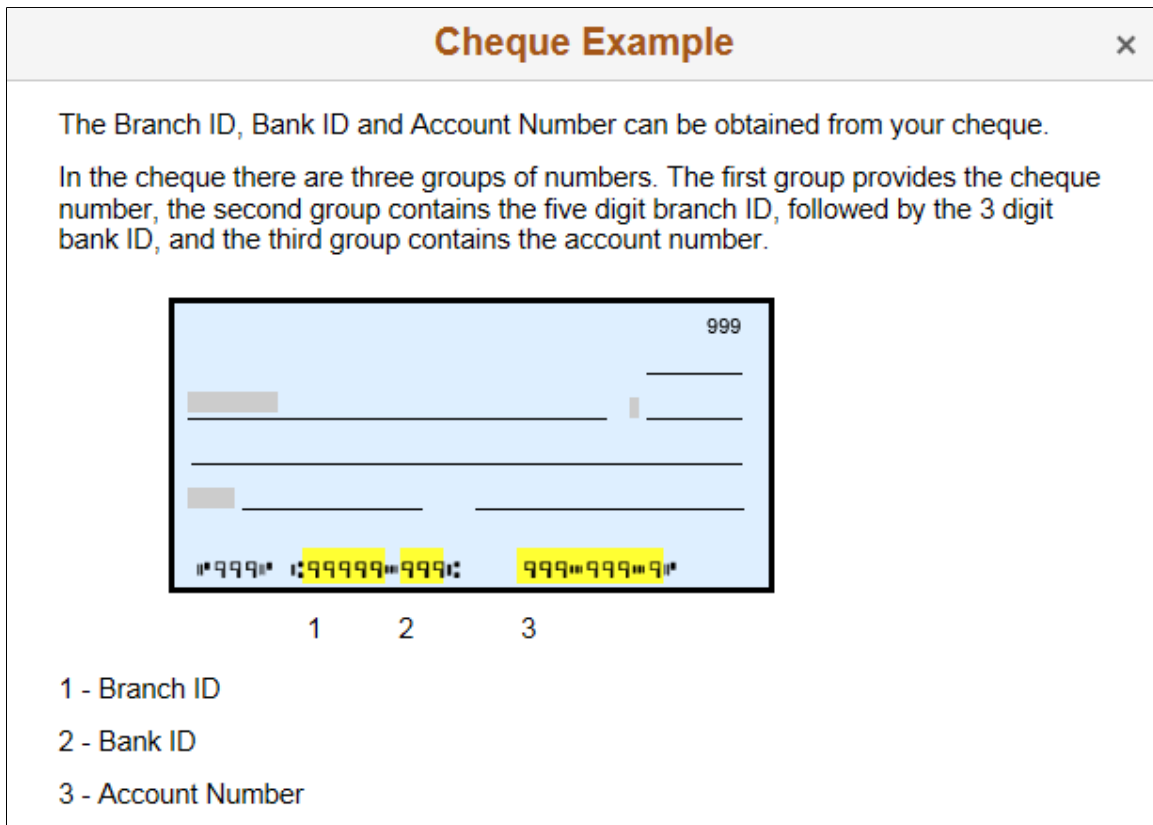 Cheque Example
×
The Branch ID, Bank ID and Account Number can be obtained from your cheque.
In the cheque there are three groups of numbers. The first group provides the cheque
number, the second group contains the five digit branch ID, followed by the 3 digit
bank ID, and the third group contains the account number.
999
⑈999⑈ ⑆99999⑉999⑆ 999⑉999⑉9⑈
1 2 3
1 - Branch ID
2 - Bank ID
3 - Account Number